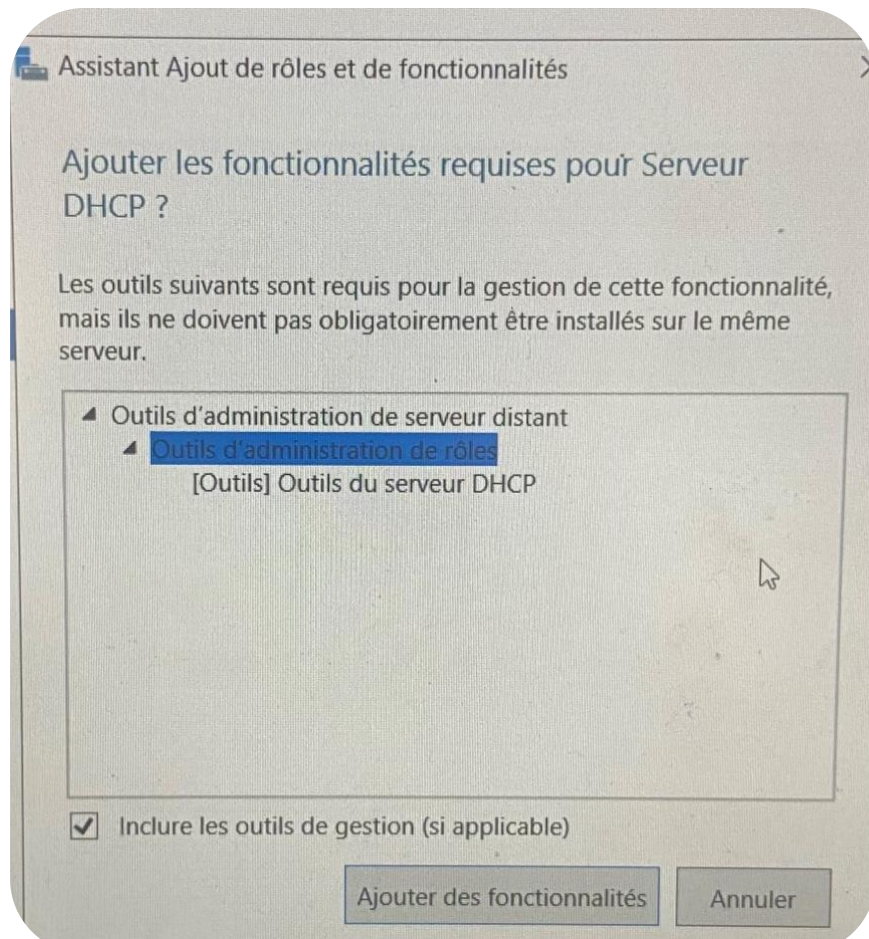 Assistant Ajout de rôles et de fonctionnalités
Ajouter les fonctionnalités requises pour Serveur
DHCP ?
Les outils suivants sont requis pour la gestion de cette fonctionnalité,
mais ils ne doivent pas obligatoirement être installés sur le même
serveur.
Outils d'administration de serveur distant
Outils d'administration de rôles
[Outils] Outils du serveur DHCP
Inclure les outils de gestion (si applicable)
Ajouter des fonctionnalités
Annuler